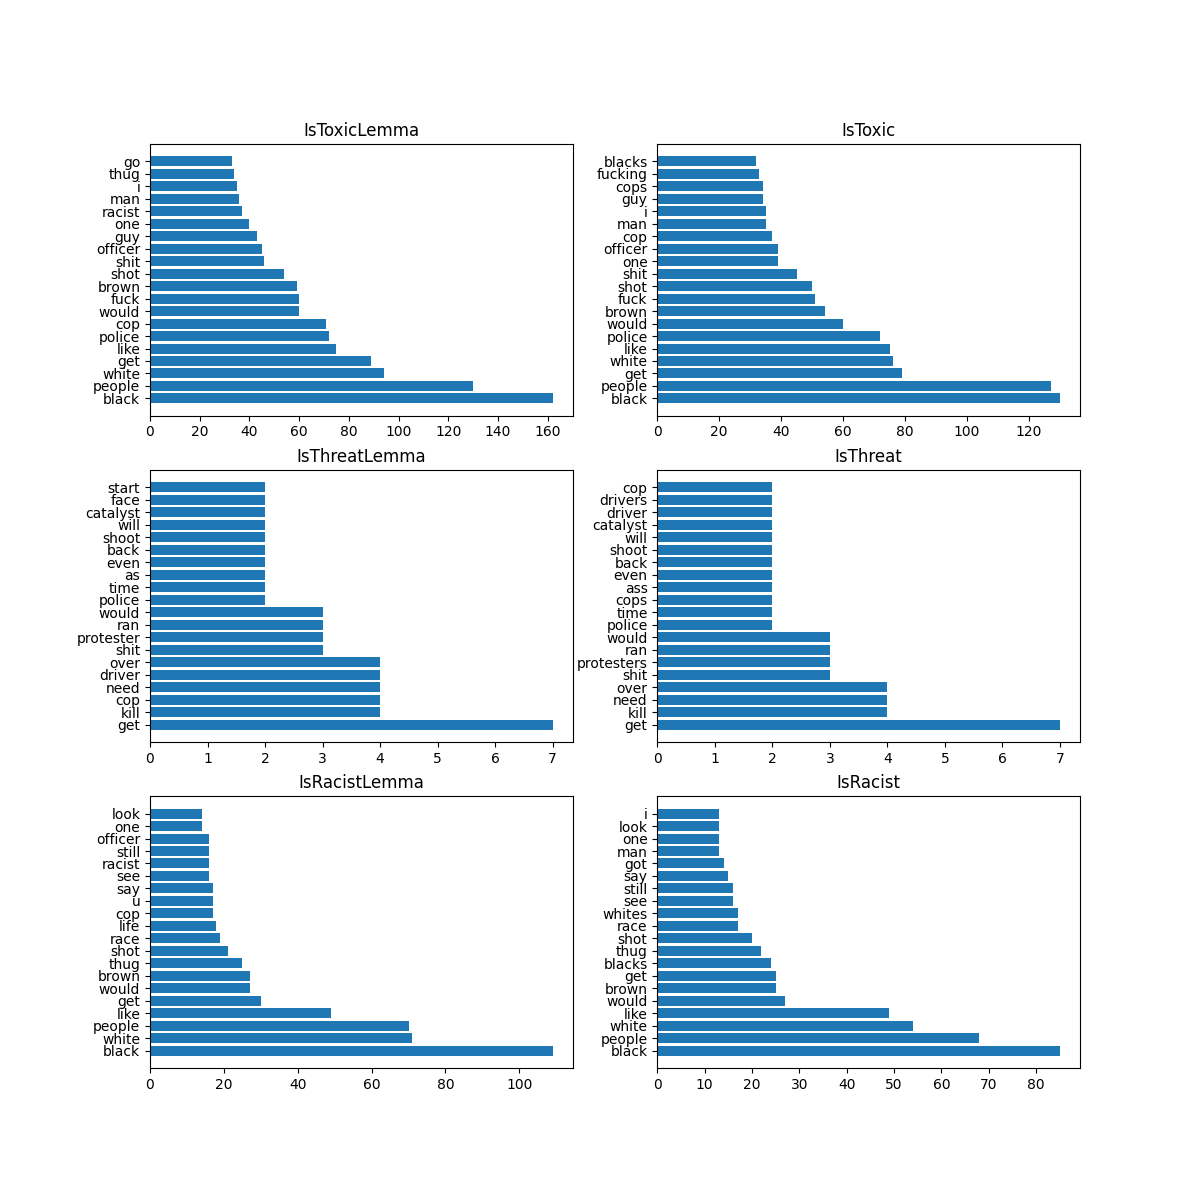 IsToxicLemma
go
thug
i
man
racist
one
guy
officer
shit
shot
brown
fuck
would
cop
police
like
get
white
people
black
0 20 40 60 80 100 120 140 160
IsToxic
blacks
fucking
cops
guy
i
man
cop
officer
one
shit
shot
fuck
brown
would
police
like
white
get
people
black
0 20 40 60 80 100 120
IsThreatLemma
start
face
catalyst
will
shoot
back
even
as
time
police
would
ran
protester
shit
over
driver
need
cop
kill
get
0 1 2 3 4 5 6 7
IsThreat
cop
drivers
driver
catalyst
will
shoot
back
even
ass
cops
time
police
would
ran
protesters
shit
over
need
kill
get
0 1 2 3 4 5 6 7
IsRacistLemma
look
one
officer
still
racist
see
say
u
cop
life
race
shot
thug
brown
would
get
like
people
white
black
0 20 40 60 80 100
IsRacist
i
look
one
man
got
say
still
see
whites
race
shot
thug
blacks
get
brown
would
like
white
people
black
0 10 20 30 40 50 60 70 80